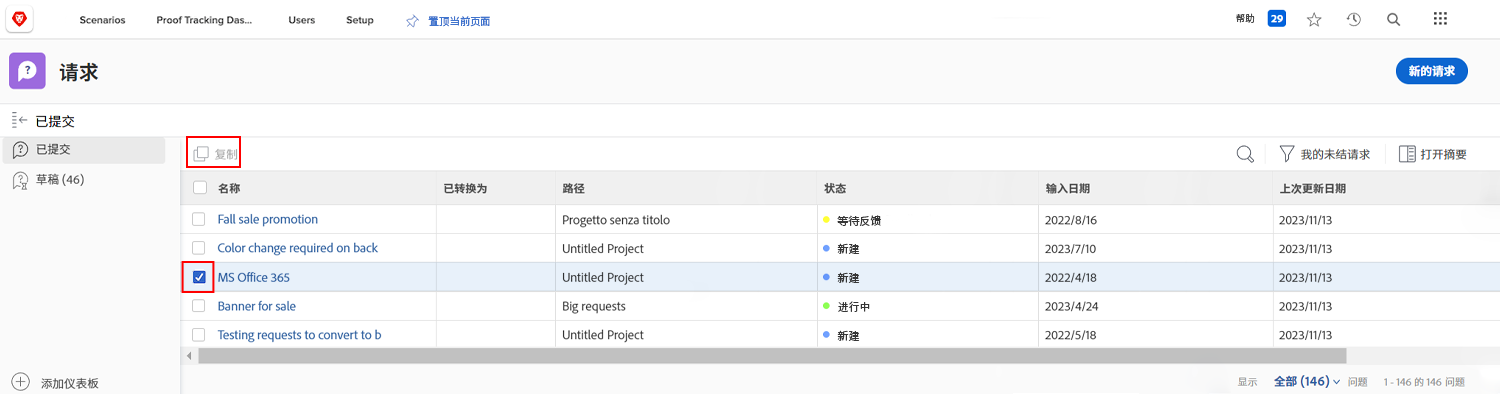 Scenarios Proof Tracking Das... Users Setup 置顶当前页面 帮助 29
请求 新的请求
已提交
已提交
草稿 (46)
添加仪表板
复制 我的未结请求 打开摘要
名称 已转换为 路径 状态 输入日期 上次更新日期
Fall sale promotion Progetto senza titolo 等待反馈 2022/8/16 2023/11/13
Color change required on back Untitled Project 新建 2023/7/10 2023/11/13
MS Office 365 Untitled Project 新建 2022/4/18 2023/11/13
Banner for sale Big requests 进行中 2023/4/24 2023/11/13
Testing requests to convert to b Untitled Project 新建 2022/5/18 2023/11/13
显示 全部 (146) 问题 1 - 146 的 146 问题